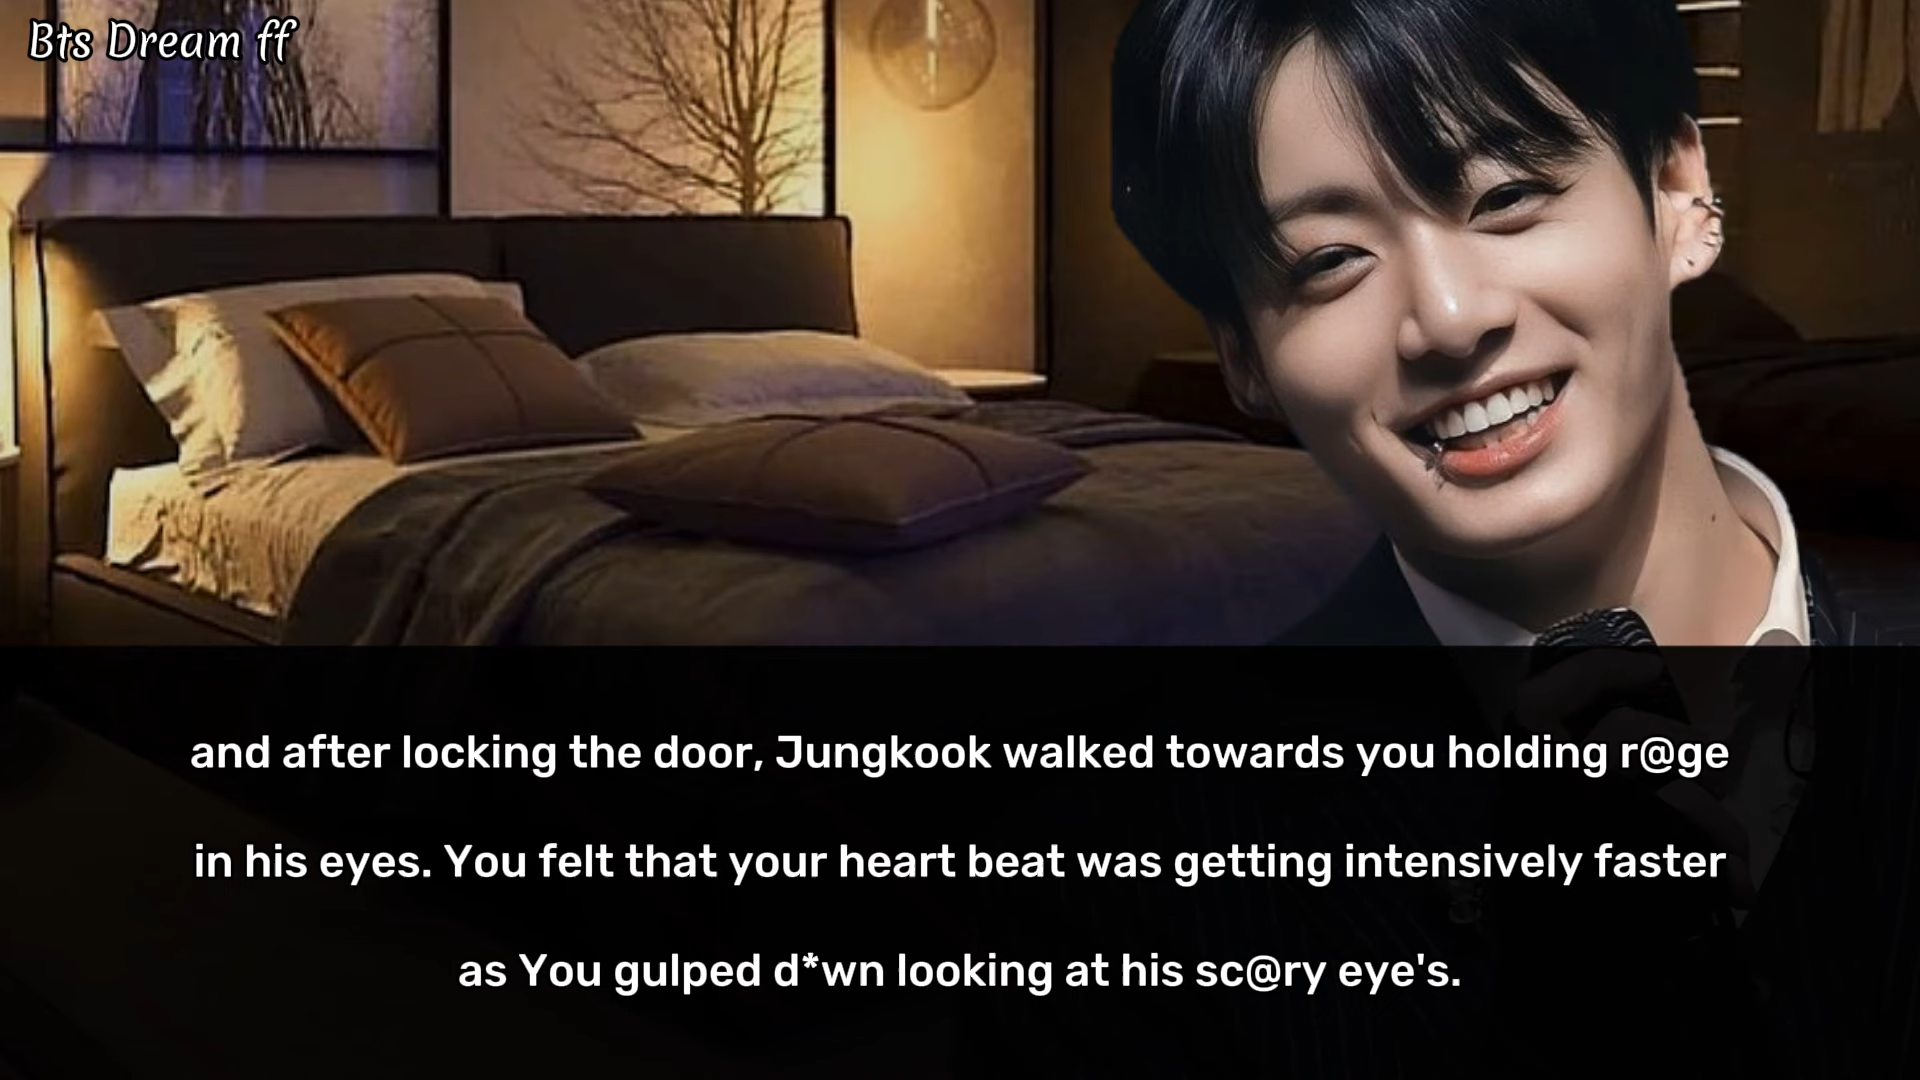 Bts Dream ff
and after locking the door, Jungkook walked towards you holding r@ge
in his eyes. You felt that your heart beat was getting intensively faster
as You gulped d*wn looking at his sc@ry eye's.